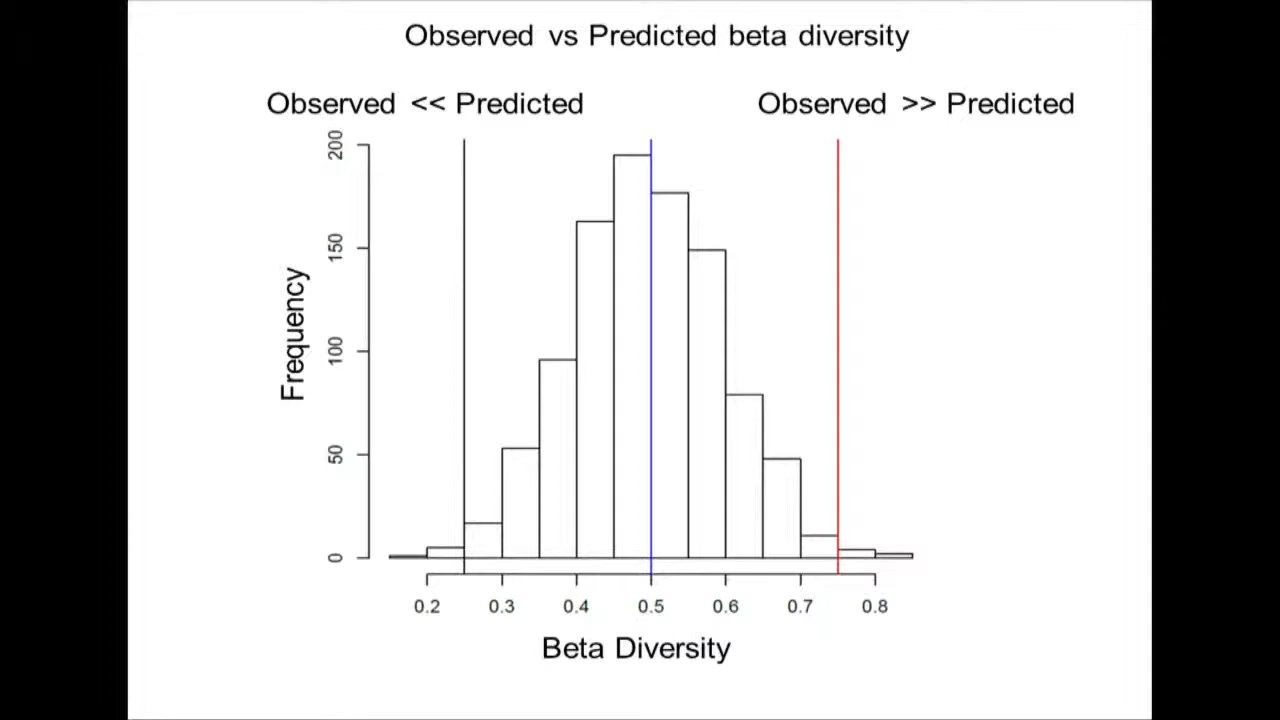 Observed vs Predicted beta diversity
Observed << Predicted
Observed >> Predicted
200
150
100
50
0
Frequency
0.2 0.3 0.4 0.5 0.6 0.7 0.8
Beta Diversity